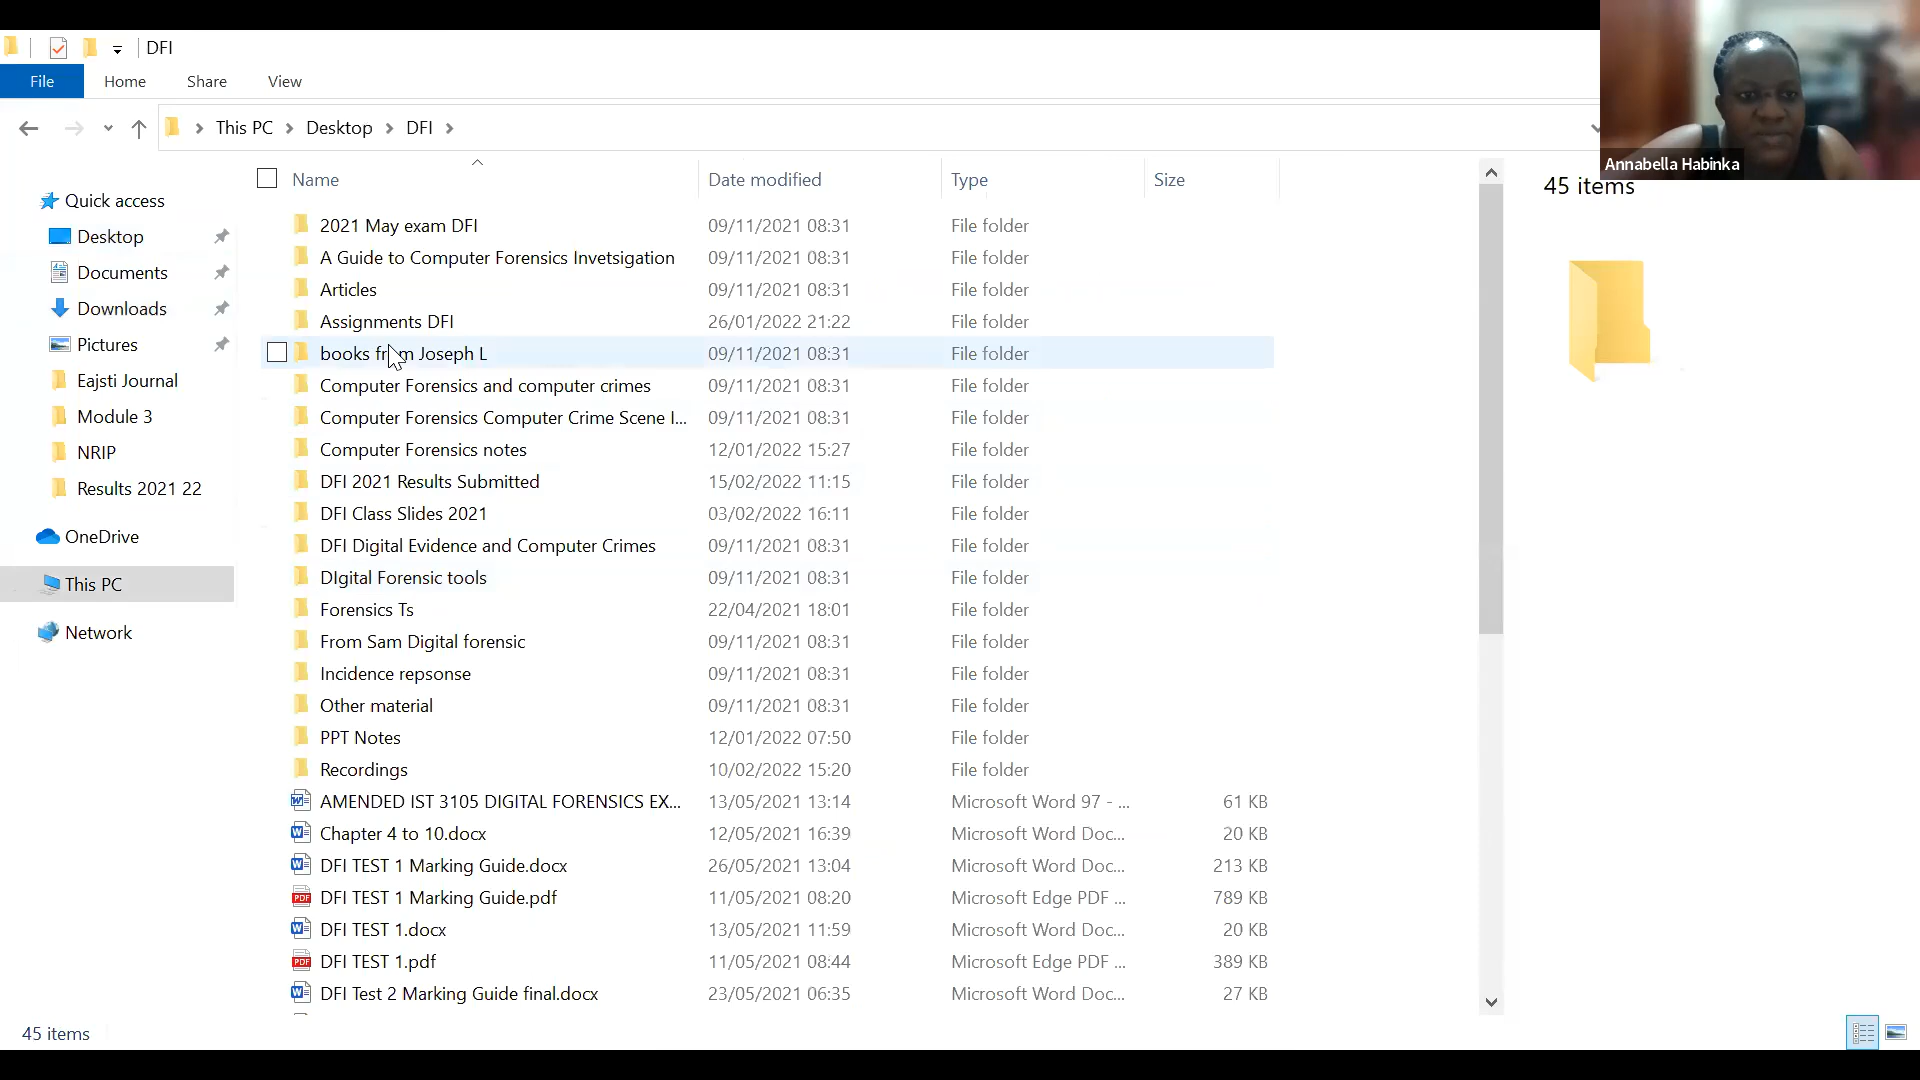 DFI
File Home Share View
This PC Desktop DFI
Annabella Habinka
Name Date modified Type Size
45 items
Quick access
Desktop
Documents
Downloads
Pictures
Eajsti Journal
Module 3
NRIP
Results 2021 22
OneDrive
This PC
Network
2021 May exam DFI 09/11/2021 08:31 File folder
A Guide to Computer Forensics Invetsigation 09/11/2021 08:31 File folder
Articles 09/11/2021 08:31 File folder
Assignments DFI 26/01/2022 21:22 File folder
books from Joseph L 09/11/2021 08:31 File folder
Computer Forensics and computer crimes 09/11/2021 08:31 File folder
Computer Forensics Computer Crime Scene I... 09/11/2021 08:31 File folder
Computer Forensics notes 12/01/2022 15:27 File folder
DFI 2021 Results Submitted 15/02/2022 11:15 File folder
DFI Class Slides 2021 03/02/2022 16:11 File folder
DFI Digital Evidence and Computer Crimes 09/11/2021 08:31 File folder
DIgital Forensic tools 09/11/2021 08:31 File folder
Forensics Ts 22/04/2021 18:01 File folder
From Sam Digital forensic 09/11/2021 08:31 File folder
Incidence repsonse 09/11/2021 08:31 File folder
Other material 09/11/2021 08:31 File folder
PPT Notes 12/01/2022 07:50 File folder
Recordings 10/02/2022 15:20 File folder
AMENDED IST 3105 DIGITAL FORENSICS EX... 13/05/2021 13:14 Microsoft Word 97 - ... 61 KB
Chapter 4 to 10.docx 12/05/2021 16:39 Microsoft Word Doc... 20 KB
DFI TEST 1 Marking Guide.docx 26/05/2021 13:04 Microsoft Word Doc... 213 KB
DFI TEST 1 Marking Guide.pdf 11/05/2021 08:20 Microsoft Edge PDF ... 789 KB
DFI TEST 1.docx 13/05/2021 11:59 Microsoft Word Doc... 20 KB
DFI TEST 1.pdf 11/05/2021 08:44 Microsoft Edge PDF ... 389 KB
DFI Test 2 Marking Guide final.docx 23/05/2021 06:35 Microsoft Word Doc... 27 KB
45 items